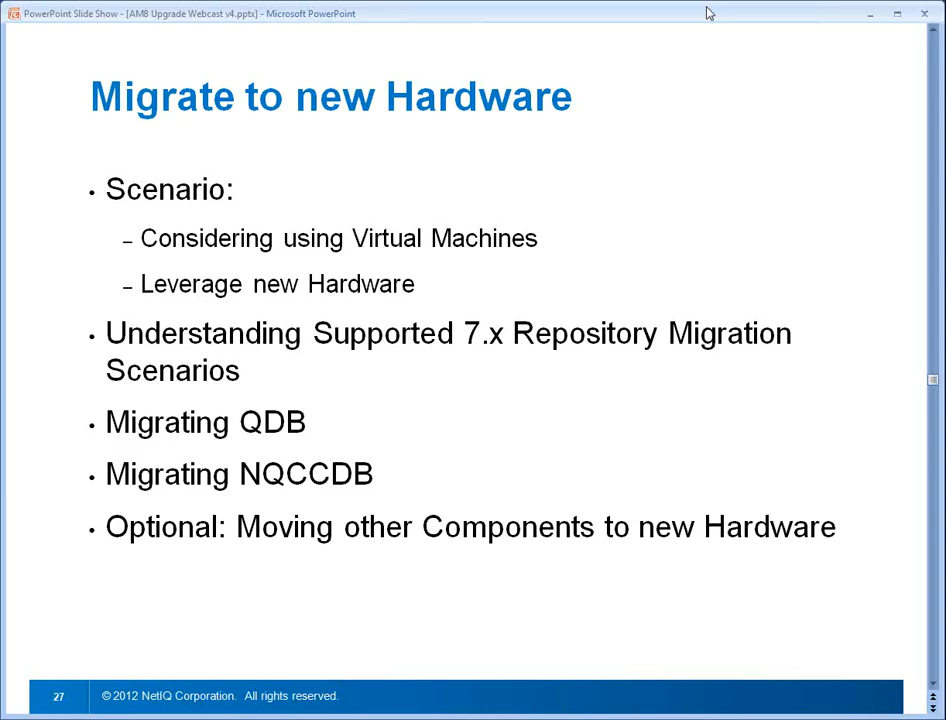 PowerPoint Slide Show - [AM8 Upgrade Webcast v4.pptx] - Microsoft PowerPoint
Migrate to new Hardware
• Scenario:
– Considering using Virtual Machines
– Leverage new Hardware
• Understanding Supported 7.x Repository Migration
Scenarios
• Migrating QDB
• Migrating NQCCDB
• Optional: Moving other Components to new Hardware
27 © 2012 NetIQ Corporation. All rights reserved.